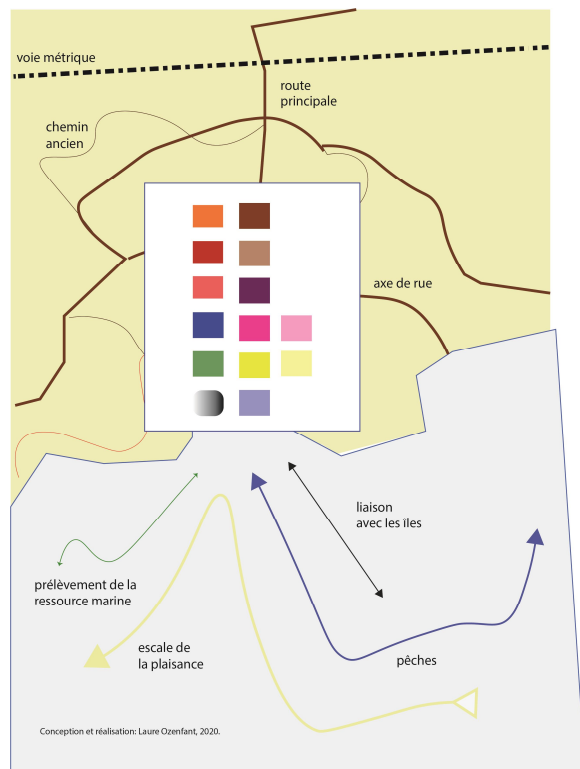 voie métrique
route
principale
chemin
ancien
axe de rue
liaison
avec les îles
prélèvement de la
ressource marine
escale de
la plaisance
pêches
Conception et réalisation: Laure Ozenfant, 2020.